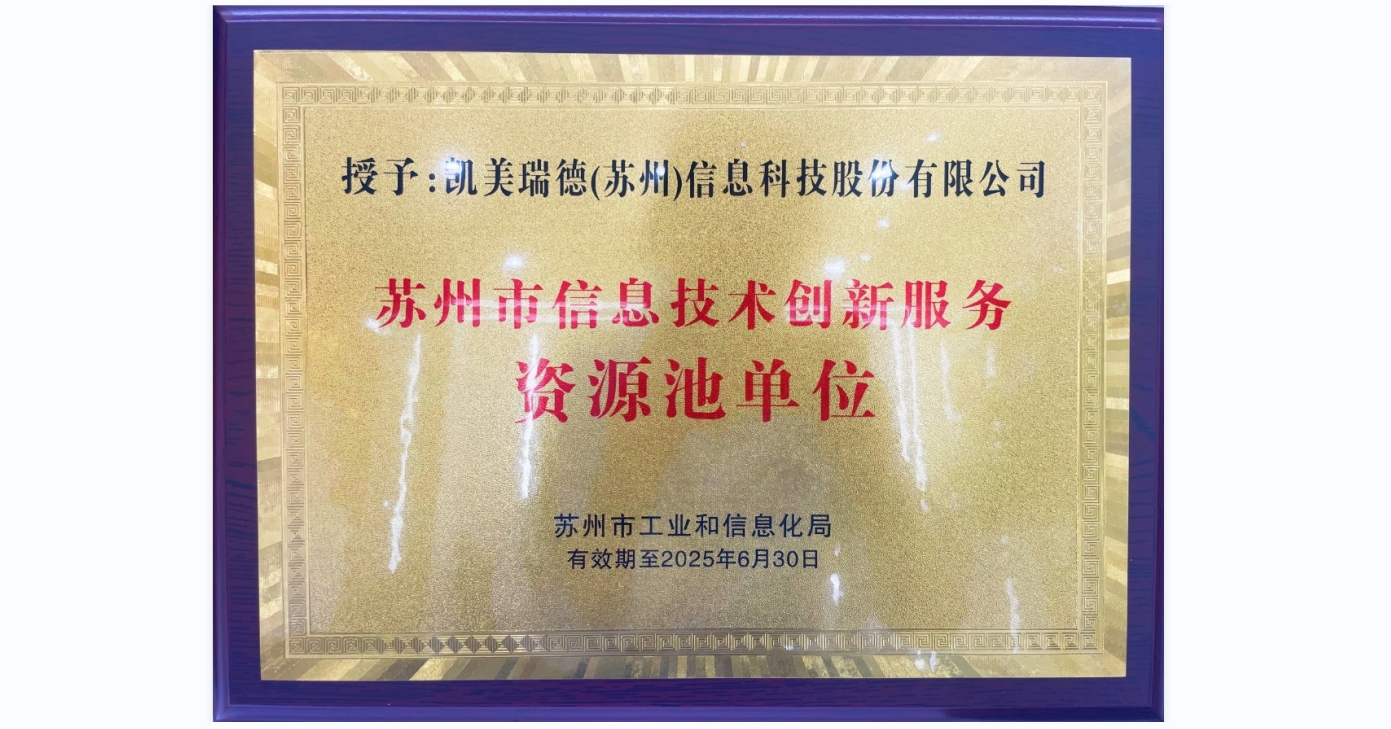 授予:凯美瑞德(苏州)信息科技股份有限公司
苏州市信息技术创新服务
资源池单位
苏州市工业和信息化局
有效期至2025年6月30日